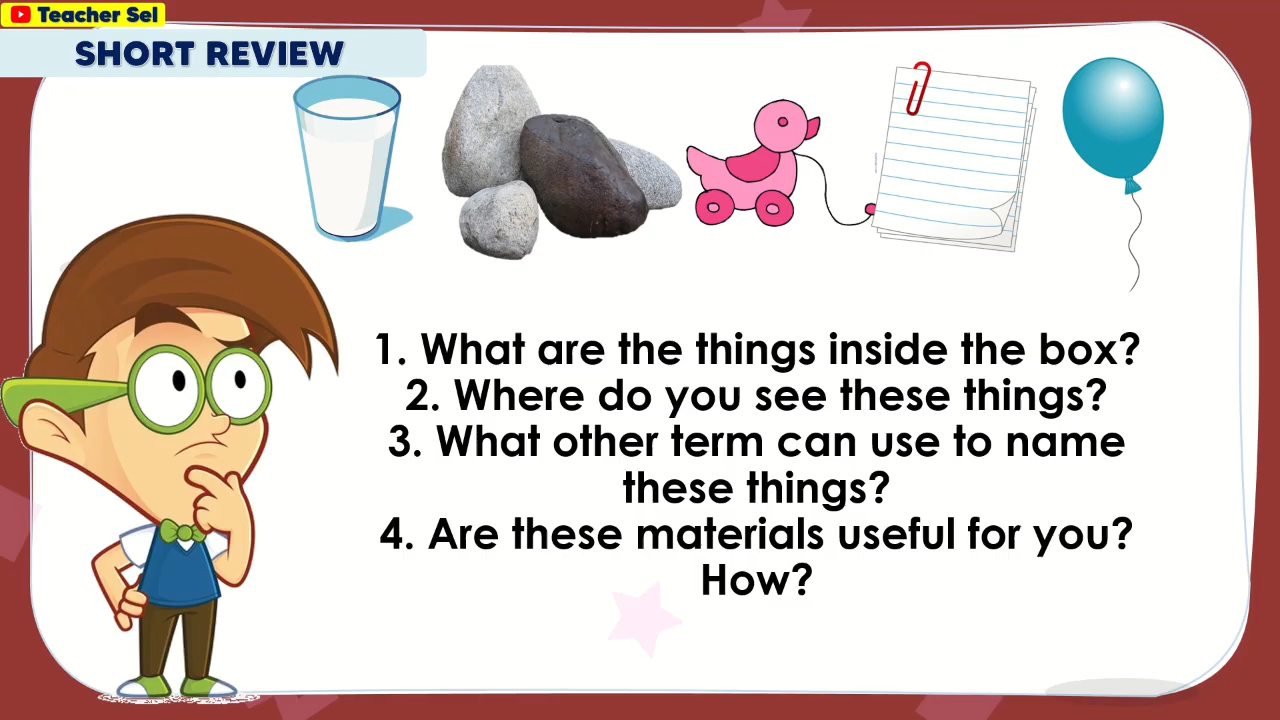 Teacher Sel
SHORT REVIEW
1. What are the things inside the box?
2. Where do you see these things?
3. What other term can use to name
these things?
4. Are these materials useful for you?
How?